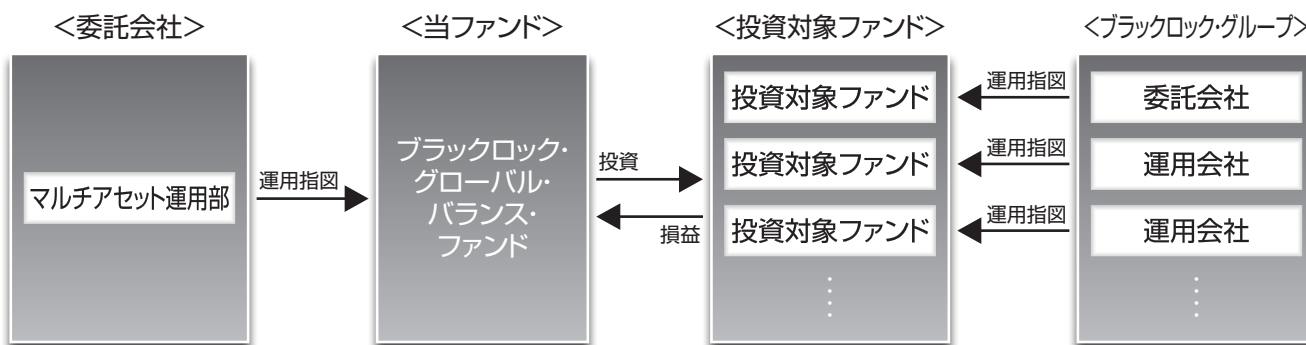 ＜委託会社＞
マルチアセット運用部
運用指図
＜当ファンド＞
ブラックロック・
グローバル・
バランス・
ファンド
投資
損益
＜投資対象ファンド＞
投資対象ファンド
投資対象ファンド
投資対象ファンド
⋮
運用指図
運用指図
運用指図
＜ブラックロック・グループ＞
委託会社
運用会社
運用会社
⋮